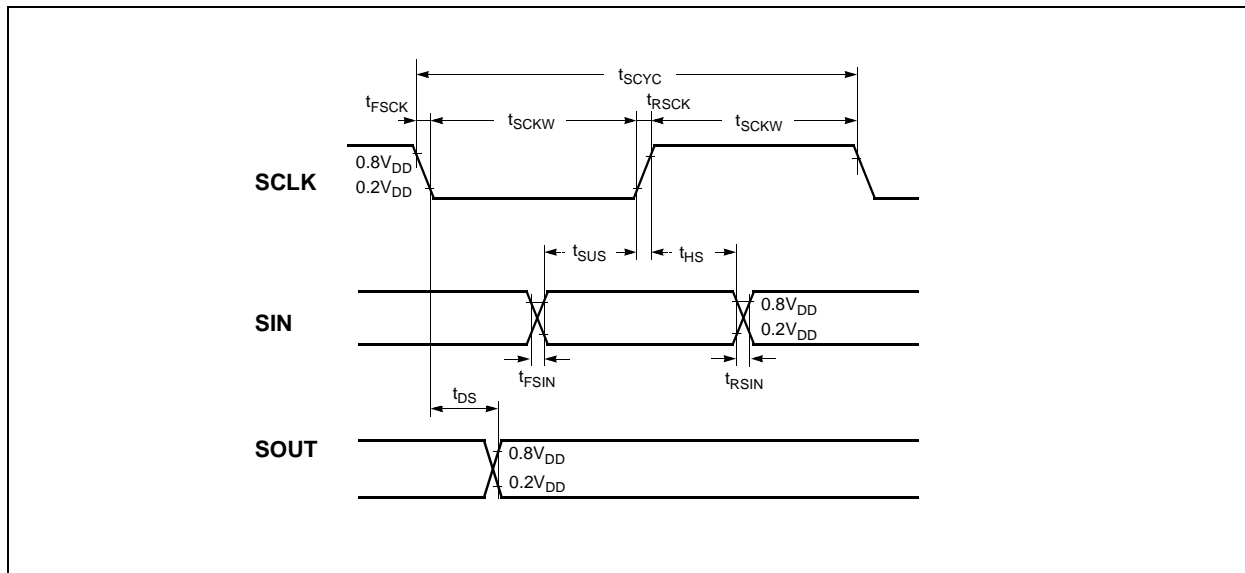 tSCYC
tFSCK
tRSCK
tSCKW
tSCKW
SCLK
0.8VDD
0.2VDD
tSUS
tHS
SIN
0.8VDD
0.2VDD
tFSIN
tRSIN
tDS
SOUT
0.8VDD
0.2VDD